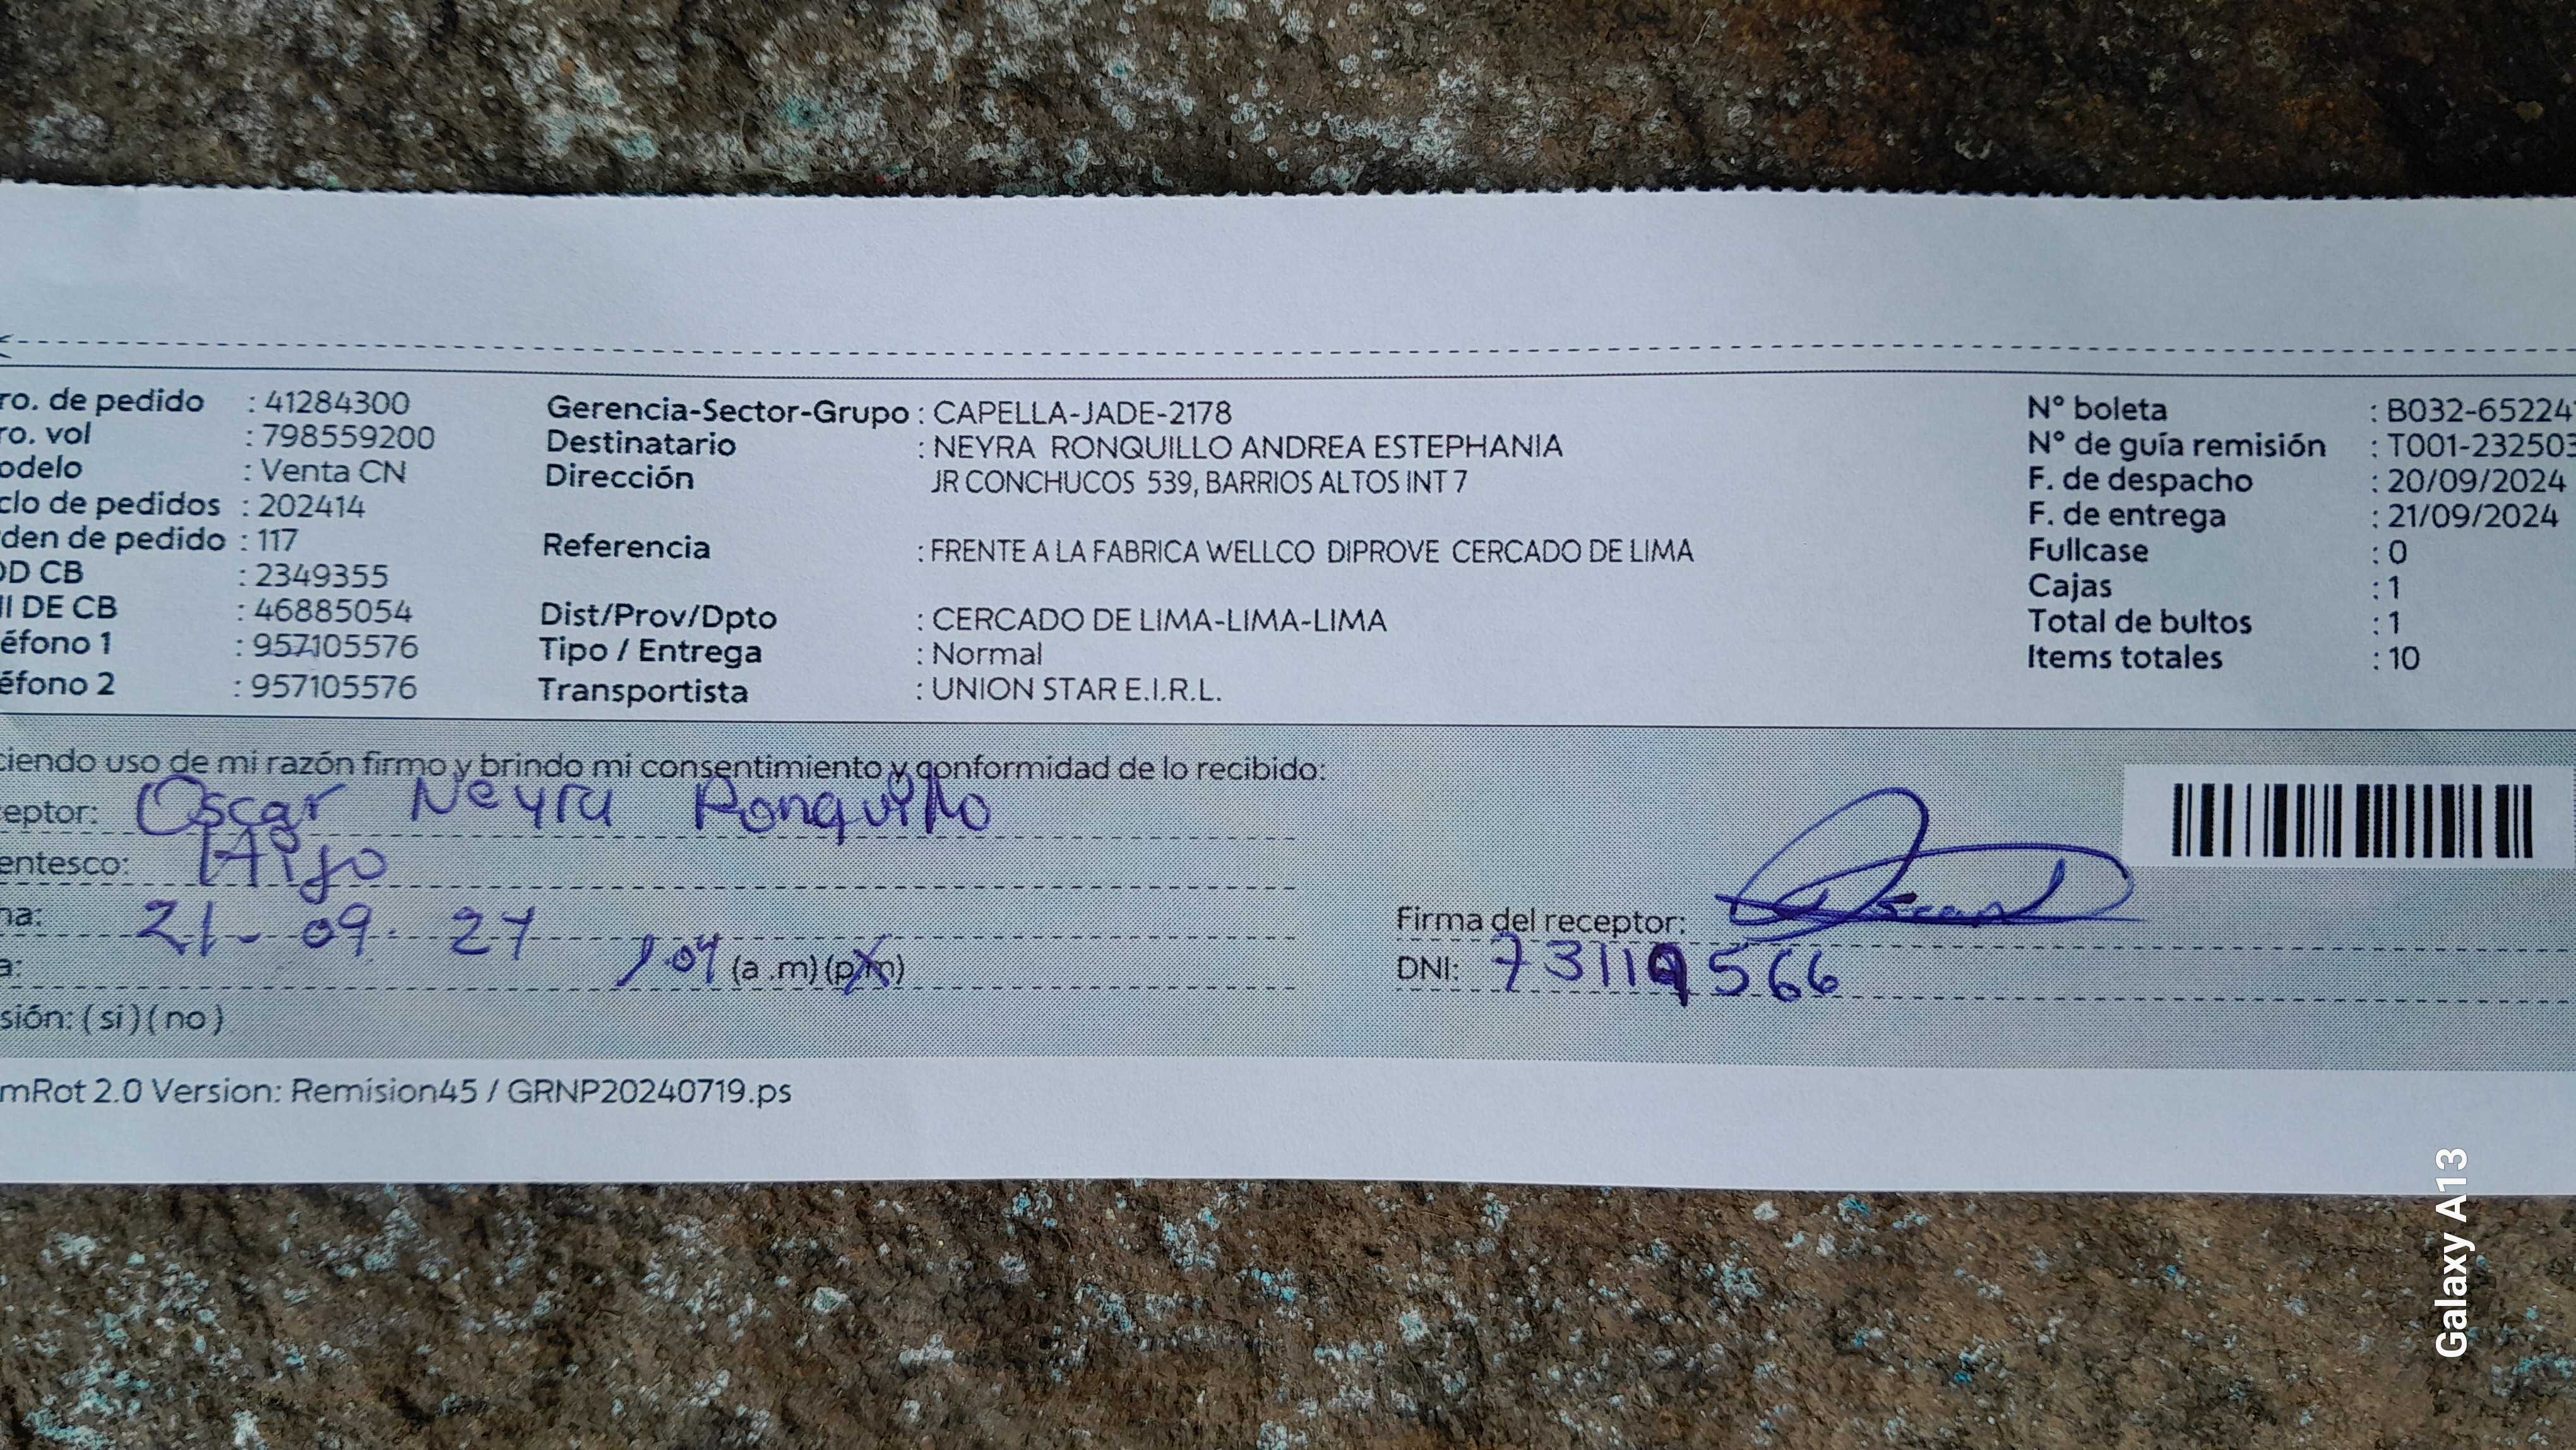 ro. de pedido : 41284300
ro. vol : 798559200
odelo : Venta CN
clo de pedidos : 202414
den de pedido : 117
OD CB : 2349355
II DE CB : 46885054
éfono 1 : 957105576
éfono 2 : 957105576
Gerencia-Sector-Grupo : CAPELLA-JADE-2178
Destinatario : NEYRA RONQUILLO ANDREA ESTEPHANIA
Dirección JR CONCHUCOS 539, BARRIOS ALTOS INT 7
Referencia : FRENTE A LA FABRICA WELLCO DIPROVE CERCADO DE LIMA
Dist/Prov/Dpto : CERCADO DE LIMA-LIMA-LIMA
Tipo / Entrega : Normal
Transportista : UNION STAR E.I.R.L.
N° boleta : B032-65224
N° de guía remisión : T001-232503
F. de despacho : 20/09/2024
F. de entrega : 21/09/2024
Fullcase : 0
Cajas : 1
Total de bultos : 1
Items totales : 10
ciendo uso de mi razón firmo y brindo mi consentimiento y conformidad de lo recibido:
eptor: Oscar Neyra Ronquillo
entesco: Hijo
ha: 21-09-24
a: 1:04 (a .m) (p.m)
sión: ( si ) ( no )
Firma del receptor:
DNI: 73119566
mRot 2.0 Version: Remision45 / GRNP20240719.ps
Galaxy A13